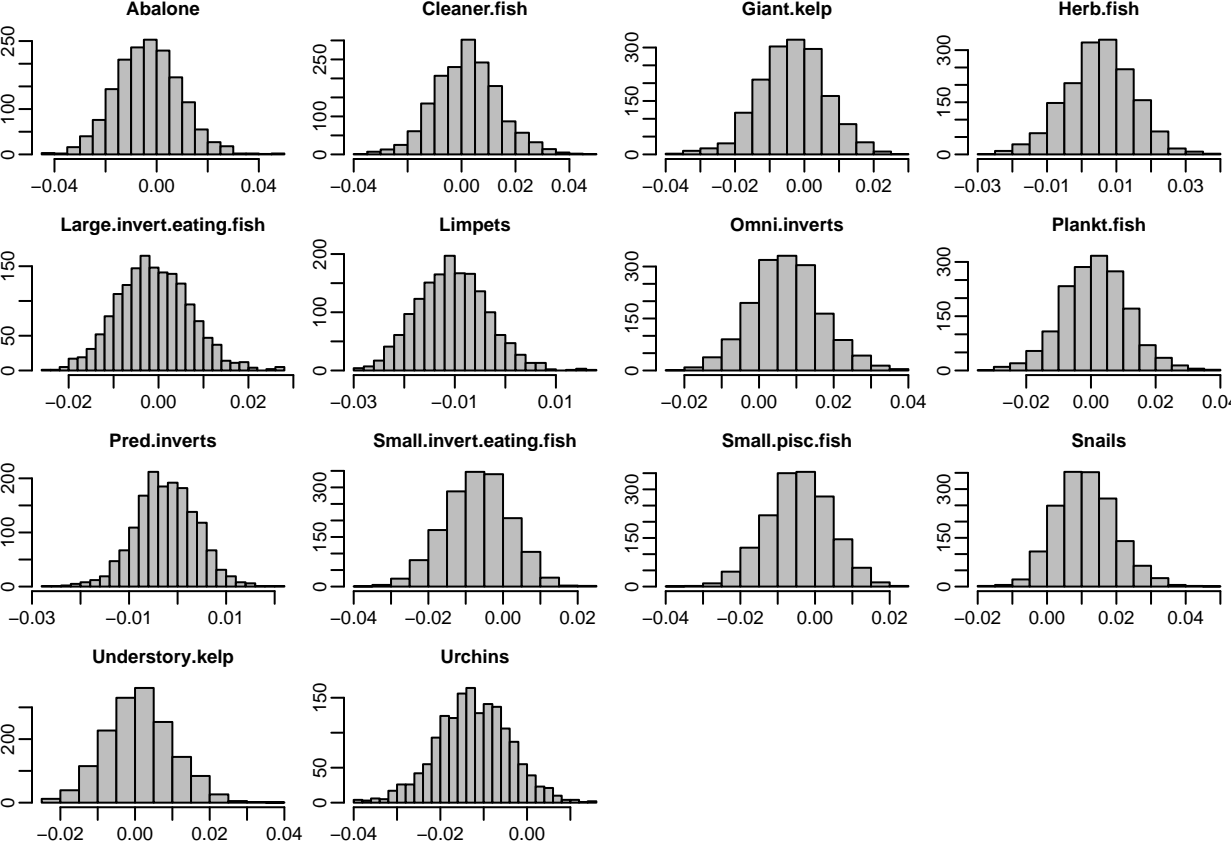 Abalone Cleaner.fish Giant.kelp Herb.fish
0 100 250 0 100 250 0 150 300 0 150 300
−0.04 0.00 0.04 −0.04 0.00 0.02 0.04 −0.04 −0.02 0.00 0.02 −0.03 −0.01 0.01 0.03
Large.invert.eating.fish Limpets Omni.inverts Plankt.fish
0 50 150 0 100 200 0 150 300 0 150 300
−0.02 0.00 0.02 −0.03 −0.01 0.01 −0.02 0.00 0.02 0.04 −0.02 0.00 0.02 0.04
Pred.inverts Small.invert.eating.fish Small.pisc.fish Snails
0 100 200 0 150 300 0 150 300 0 150 300
−0.03 −0.01 0.01 −0.04 −0.02 0.00 0.02 −0.04 −0.02 0.00 0.02 −0.02 0.00 0.02 0.04
Understory.kelp Urchins
0 200 0 50 150
−0.02 0.00 0.02 0.04 −0.04 −0.02 0.00